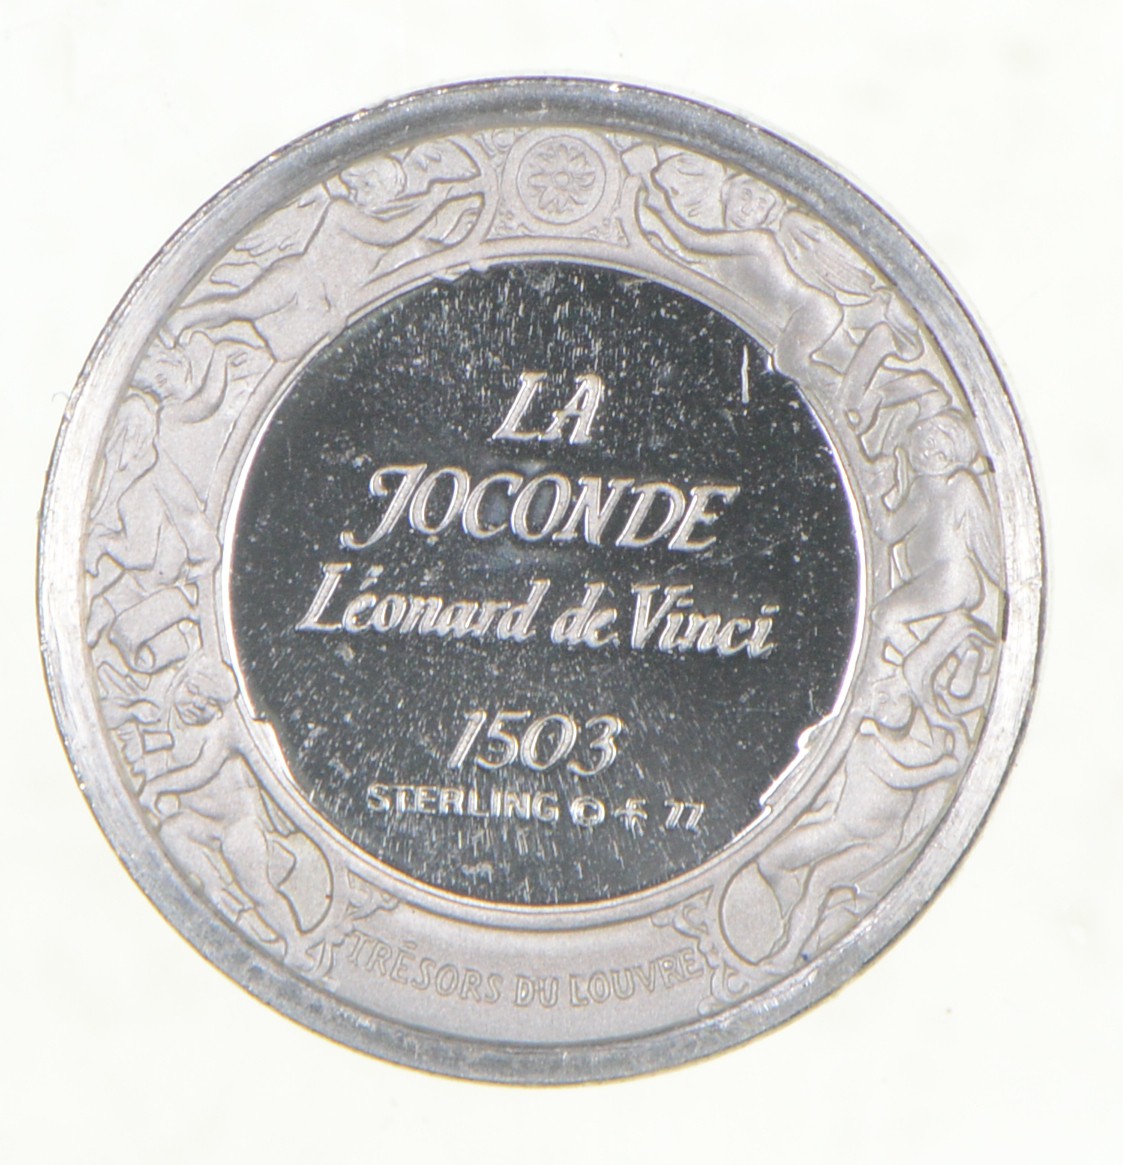 LA
JOCONDE
Léonard de Vinci
1503
STERLING © 77
TRÉSORS DU LOUVRE